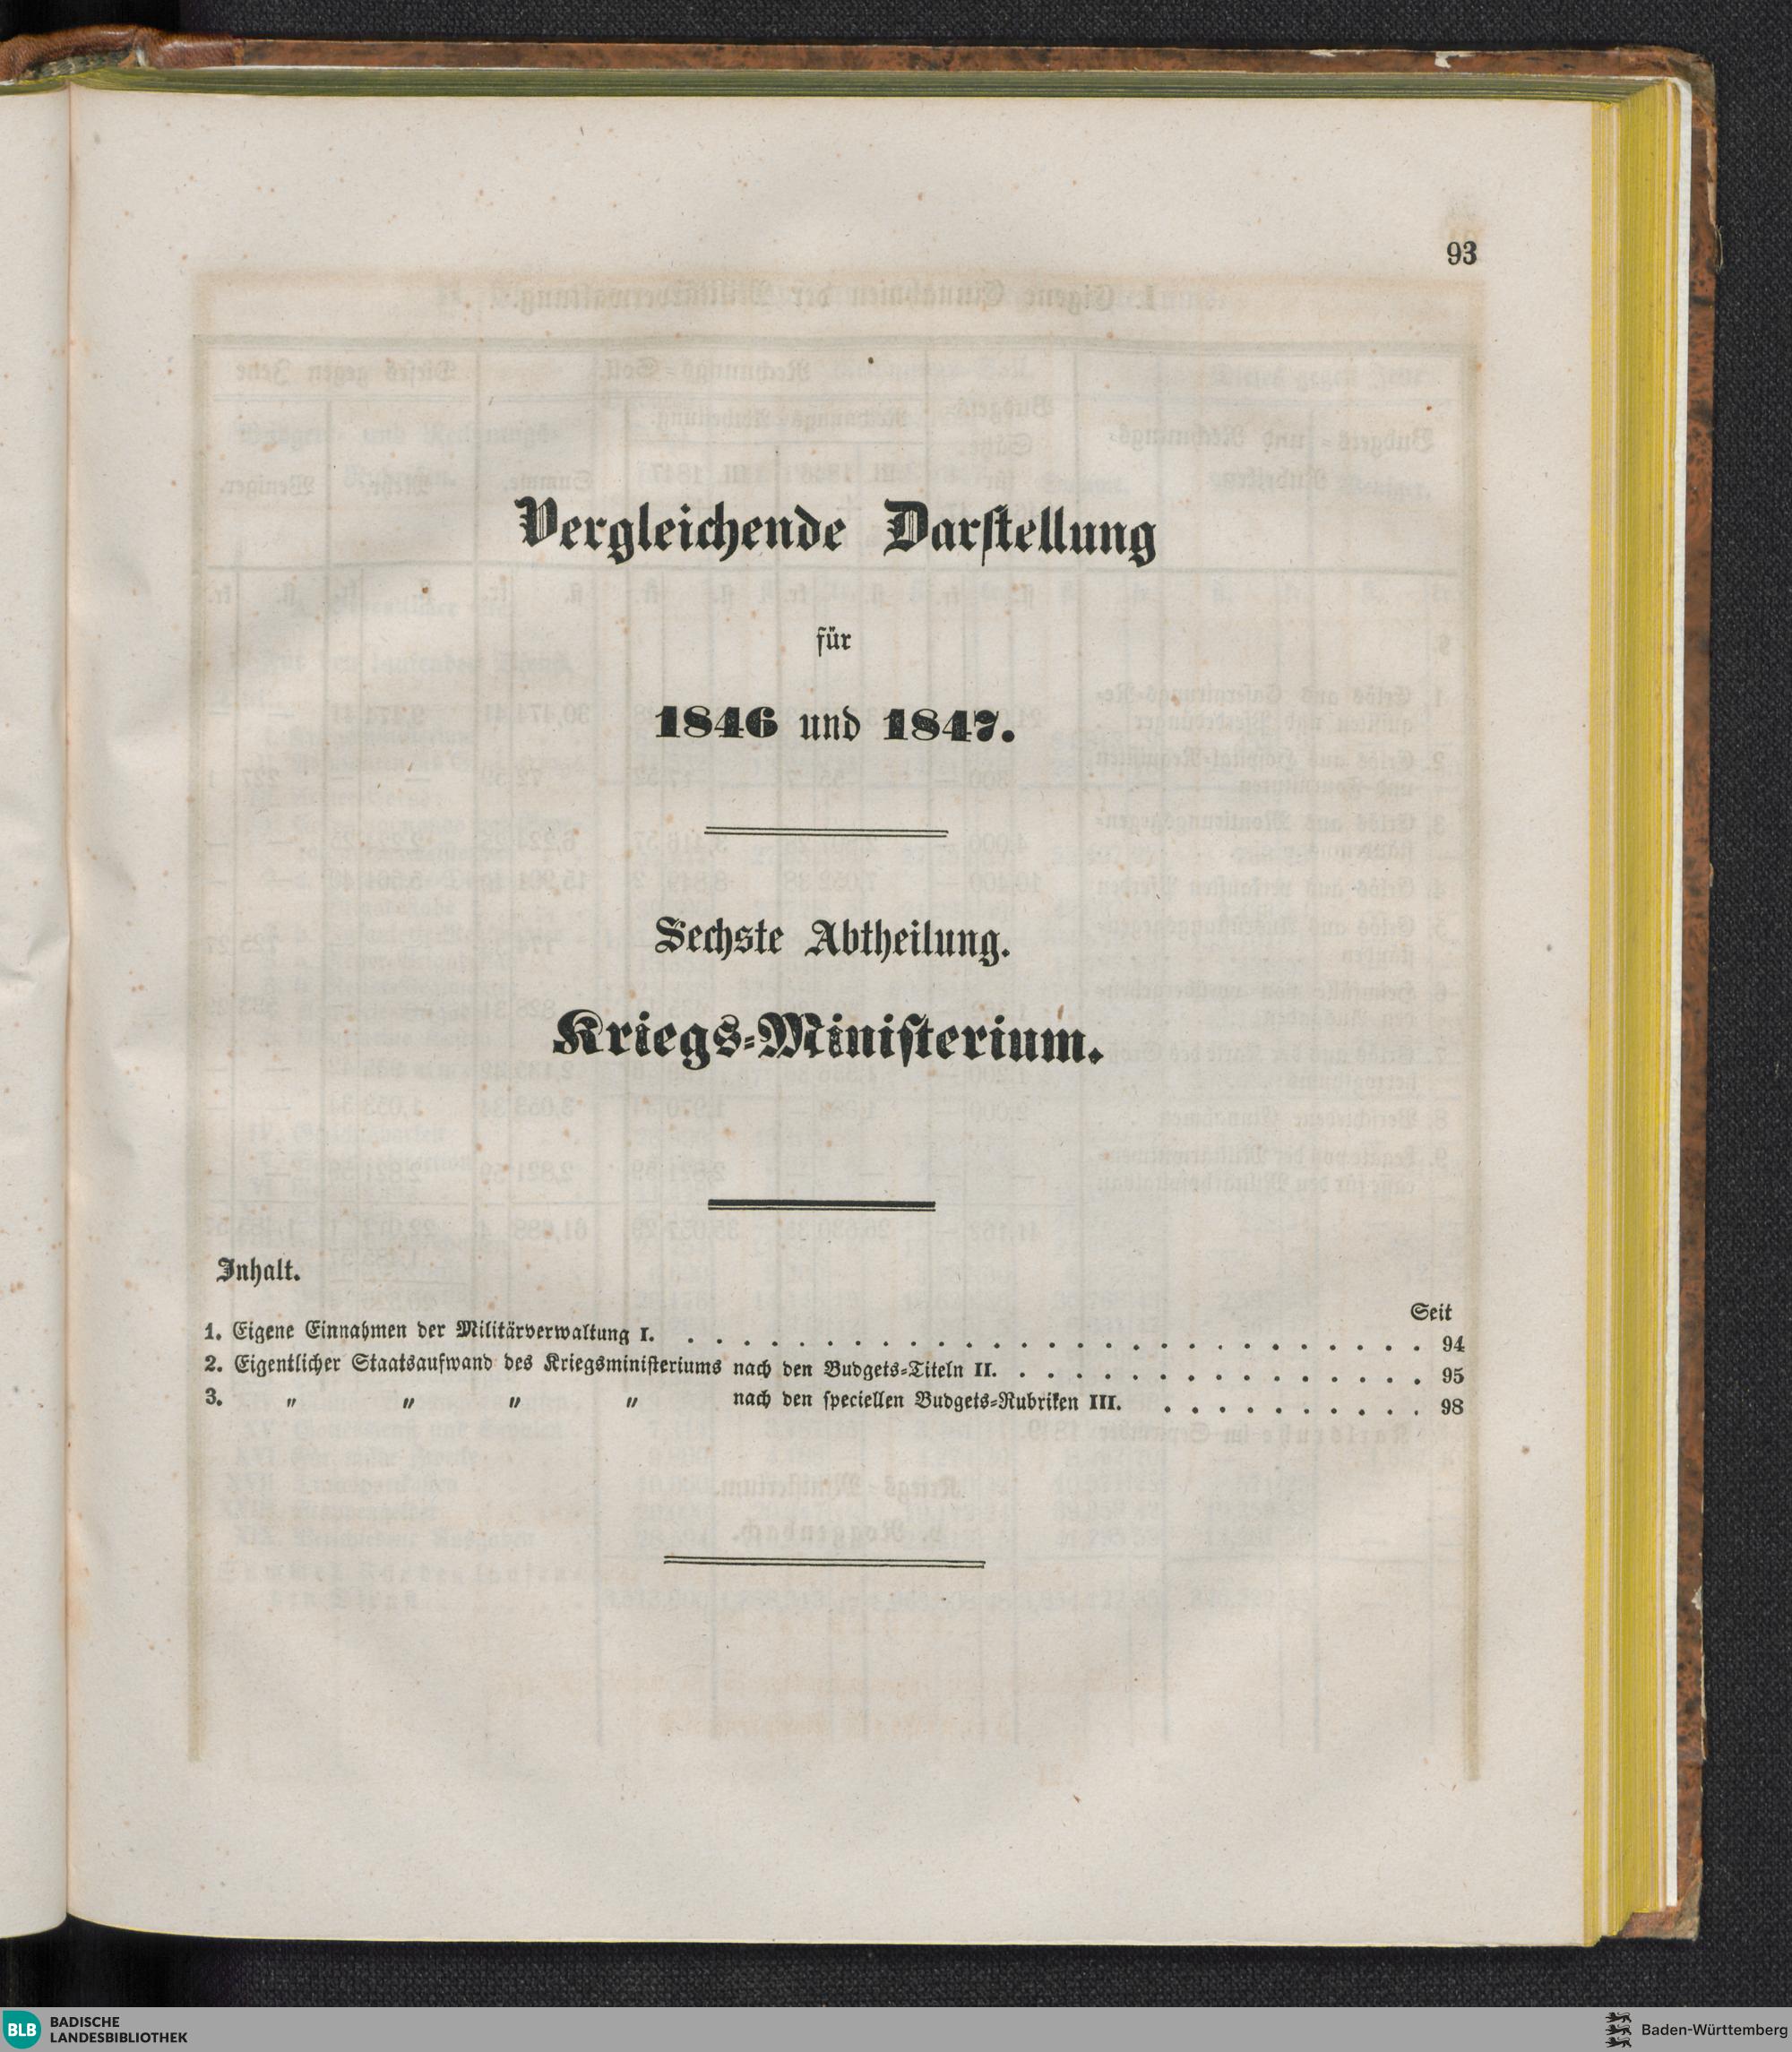 93
Vergleichende Darstellung
für
1846 und 1847.
Sechste Abtheilung.
Kriegs-Ministerium.
Inhalt.
Seit
1. Eigene Einnahmen der Militärverwaltung I. . . . . . . . . . . . . . . . . . . . . . . . . . . . 94
2. Eigentlicher Staatsaufwand des Kriegsministeriums nach den Budgets-Titeln II. . . . . . . . . . . . . . . . 95
3. " " " " nach den speciellen Budgets-Rubriken III. . . . . . . . . . . 98
BLB BADISCHE
LANDESBIBLIOTHEK
Baden-Württemberg